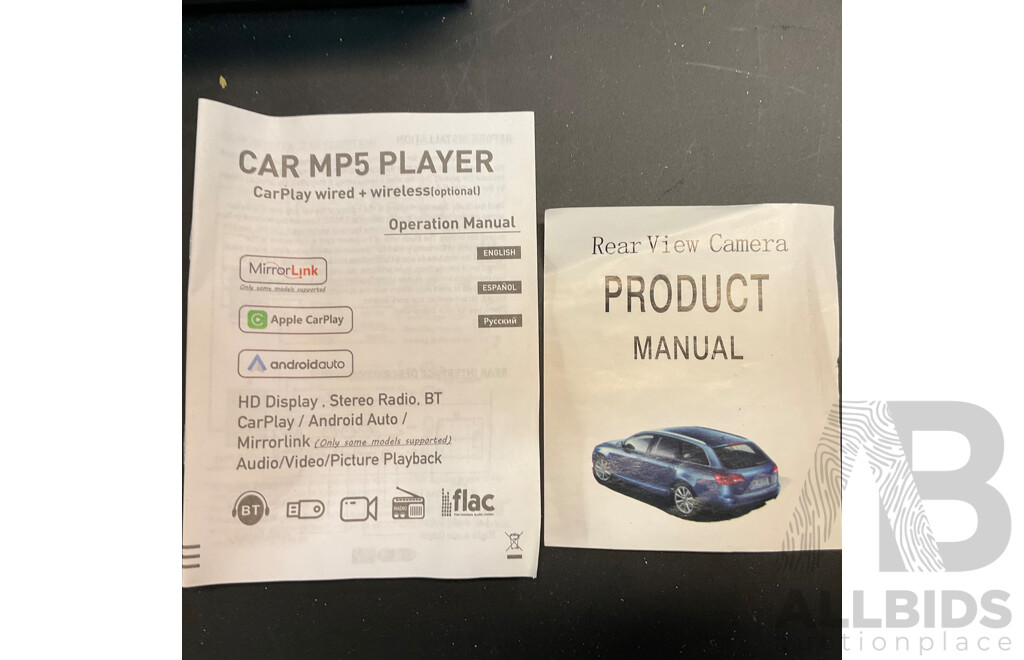 CAR MP5 PLAYER
CarPlay wired + wireless(optional)
Operation Manual
ENGLISH
ESPAÑOL
Русский
MirrorLink
Only some models supported
Apple CarPlay
androidauto
HD Display , Stereo Radio, BT
CarPlay / Android Auto /
Mirrorlink (Only some models supported)
Audio/Video/Picture Playback
BT
RADIO
flac
Rear View Camera
PRODUCT
MANUAL
AB
ALLBIDS
auctionplace